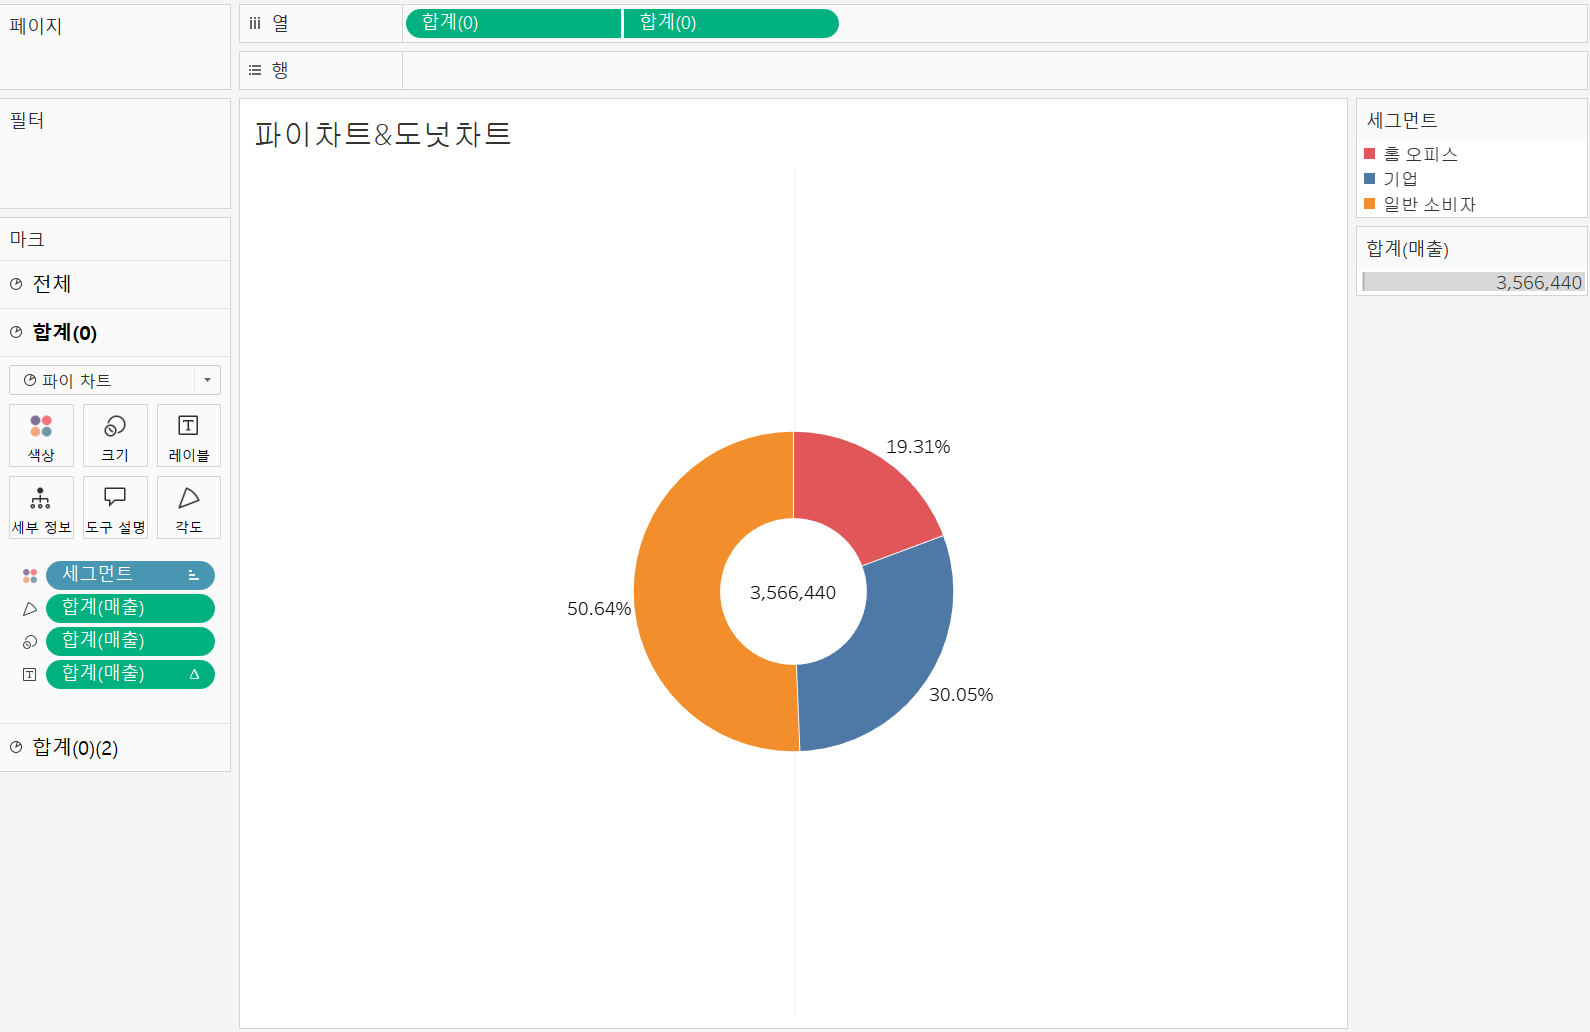 페이지
iii 열
합계(0)
합계(0)
행
필터
마크
전체
합계(0)
파이 차트
색상
크기
레이블
세부 정보
도구 설명
각도
세그먼트
합계(매출)
합계(매출)
합계(매출)
합계(0)(2)
파이차트&도넛차트
19.31%
50.64%
3,566,440
30.05%
세그먼트
홈 오피스
기업
일반 소비자
합계(매출)
3,566,440